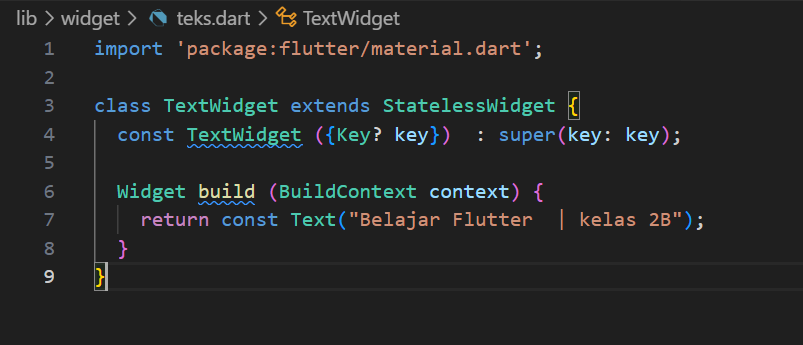 lib > widget > teks.dart > TextWidget
1 import 'package:flutter/material.dart';
2
3 class TextWidget extends StatelessWidget {
4   const TextWidget ({Key? key})  : super(key: key);
5
6   Widget build (BuildContext context) {
7     return const Text("Belajar Flutter  | kelas 2B");
8   }
9 }